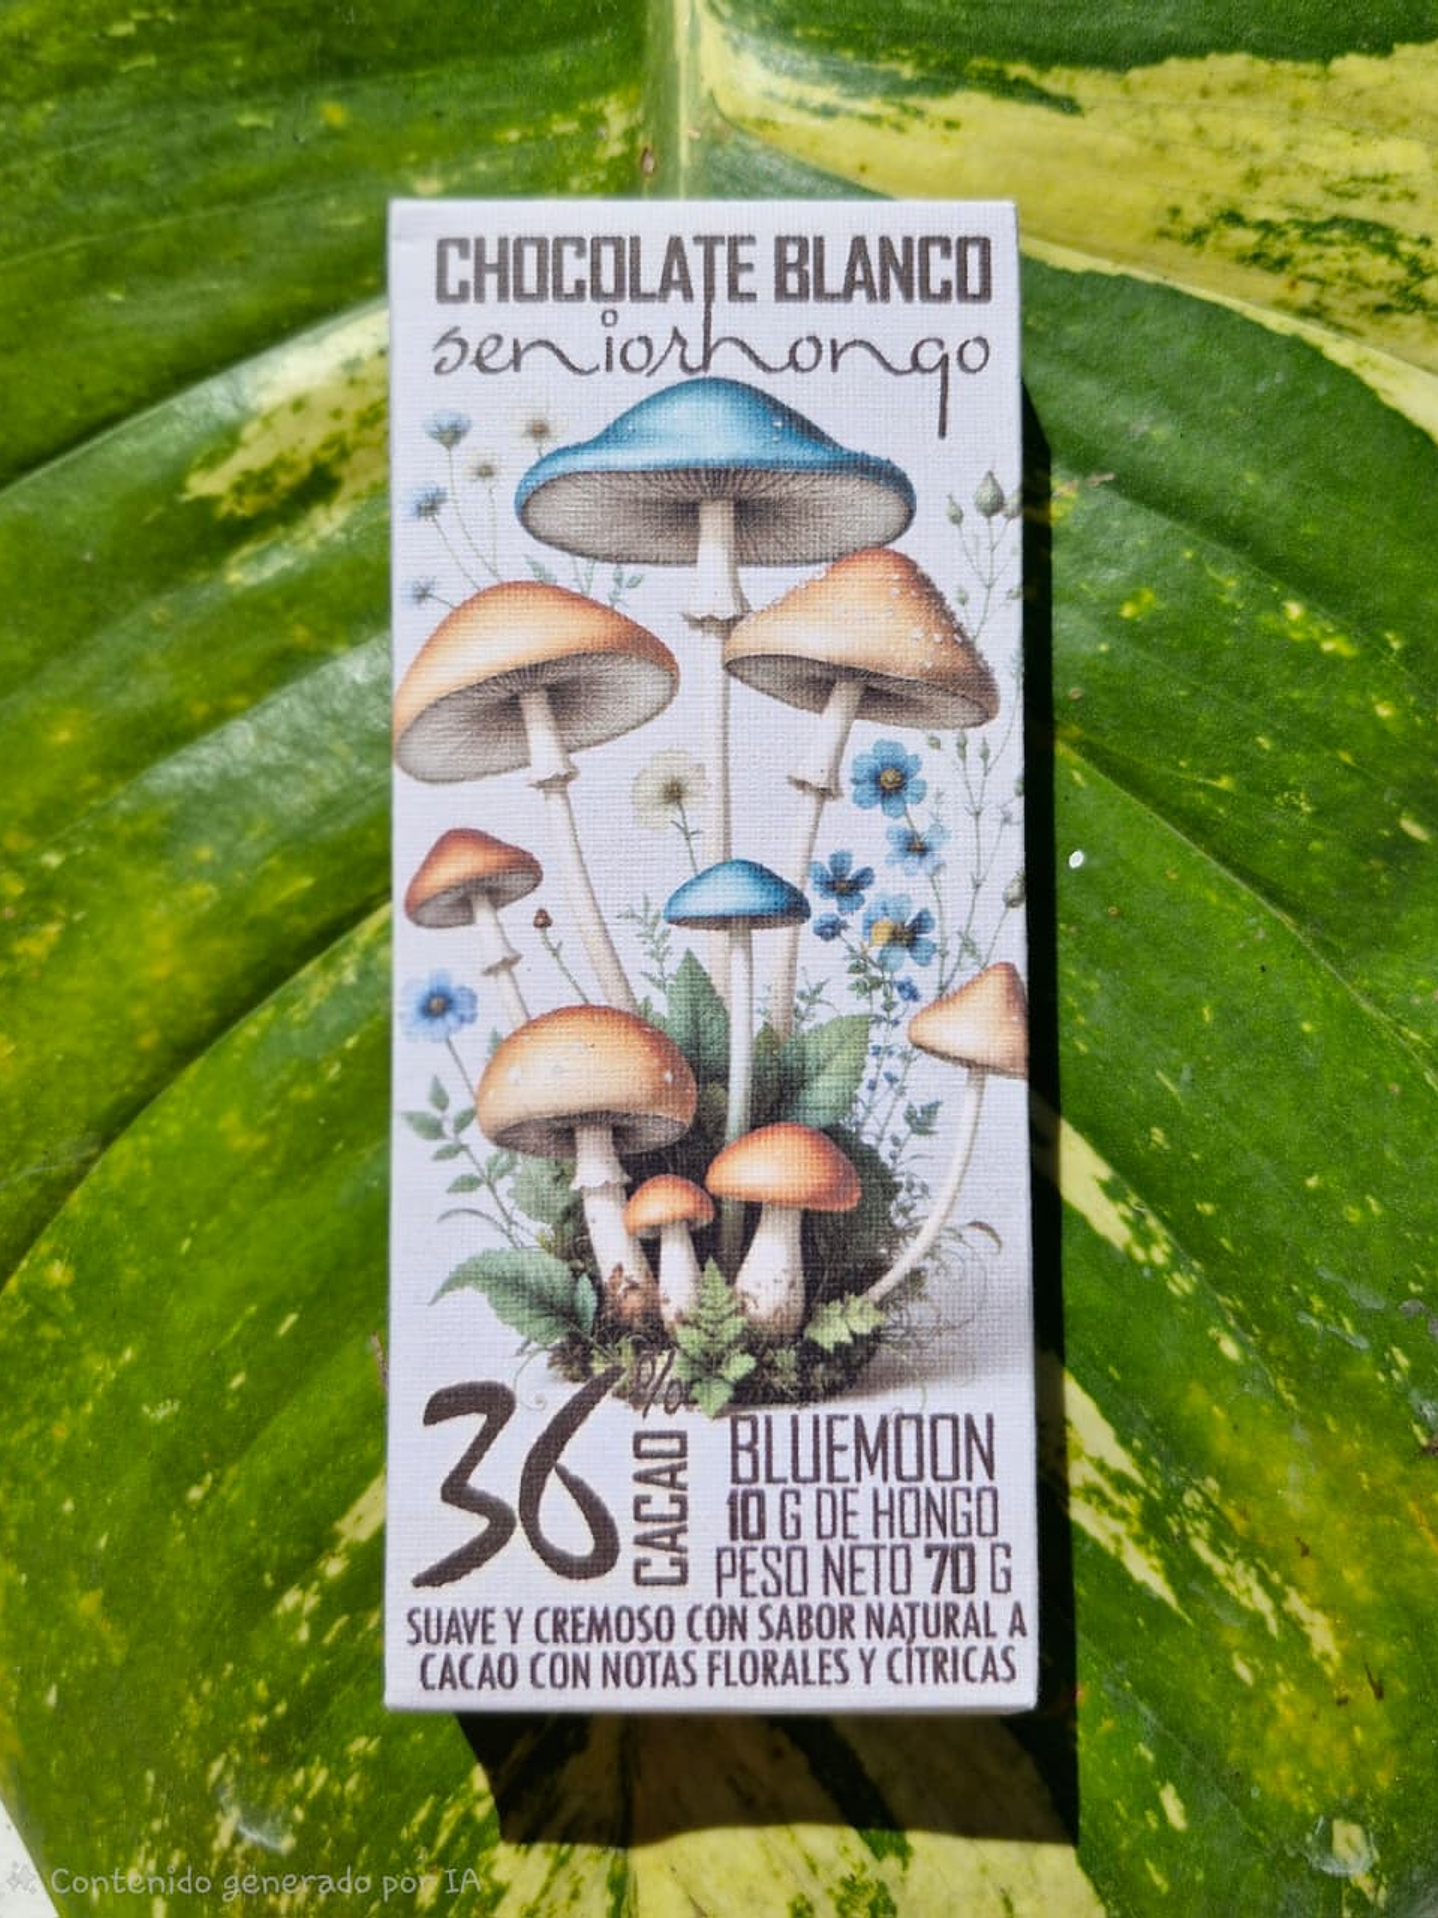 CHOCOLATE BLANCO
seniorhongo
36 % CACAO
BLUEMOON
10 G DE HONGO
PESO NETO 70 G
SUAVE Y CREMOSO CON SABOR NATURAL A
CACAO CON NOTAS FLORALES Y CÍTRICAS
Contenido generado por IA